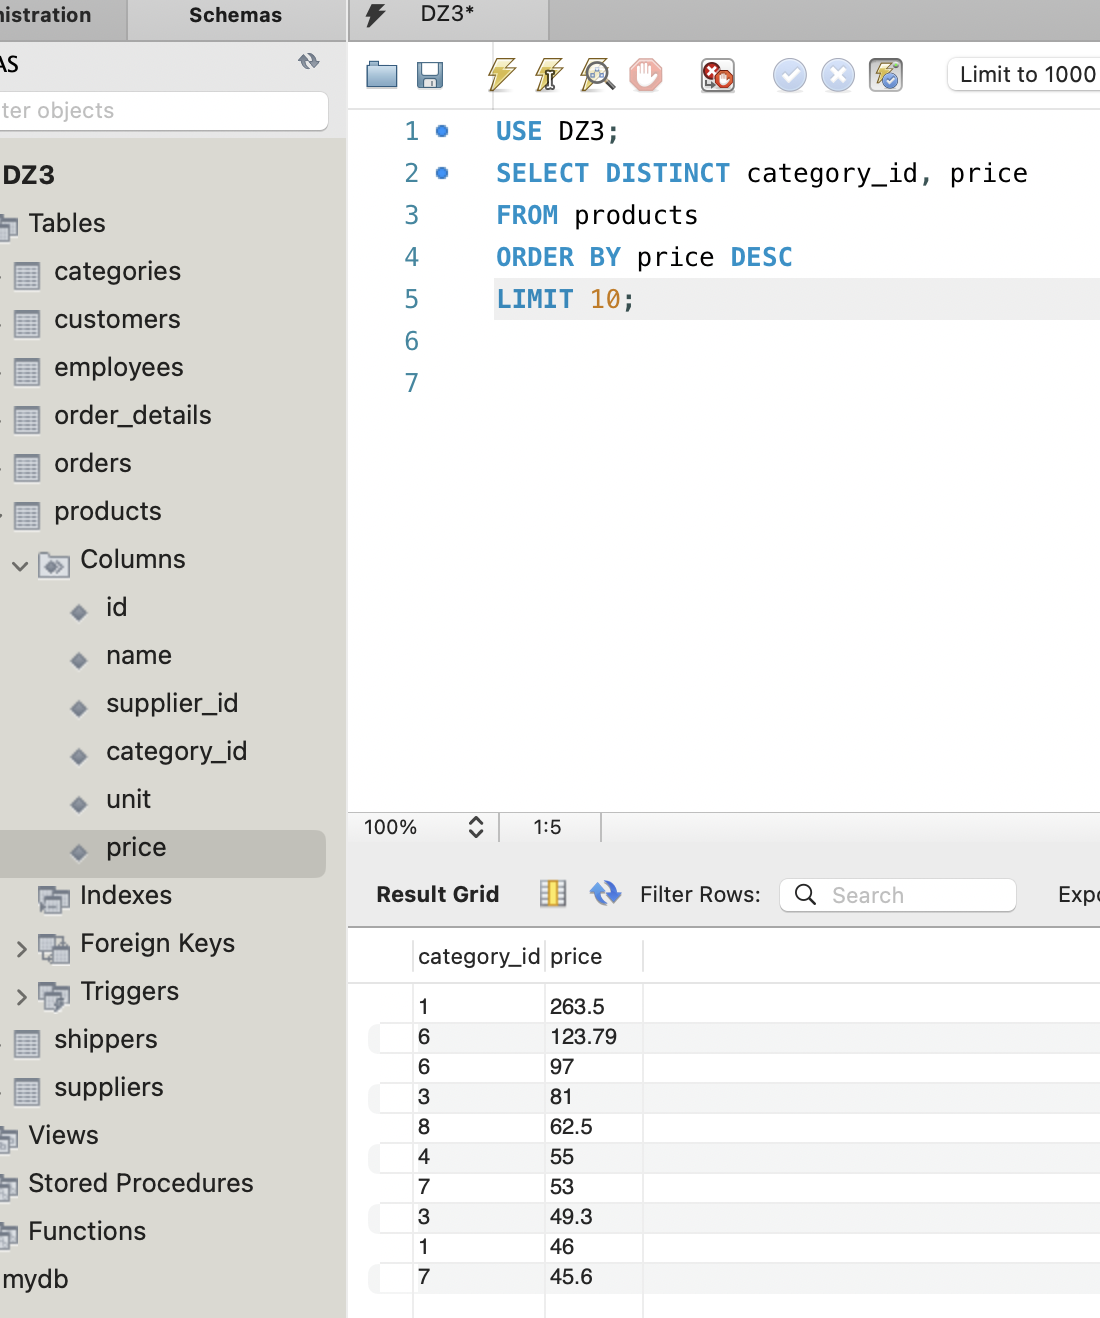 nistration
Schemas
DZ3*
AS
Limit to 1000
ter objects
DZ3
Tables
categories
customers
employees
order_details
orders
products
Columns
id
name
supplier_id
category_id
unit
price
Indexes
Foreign Keys
Triggers
shippers
suppliers
Views
Stored Procedures
Functions
mydb
1 USE DZ3;
2 SELECT DISTINCT category_id, price
3 FROM products
4 ORDER BY price DESC
5 LIMIT 10;
6
7
100% 1:5
Result Grid Filter Rows: Search Expo
category_id price
1 263.5
6 123.79
6 97
3 81
8 62.5
4 55
7 53
3 49.3
1 46
7 45.6